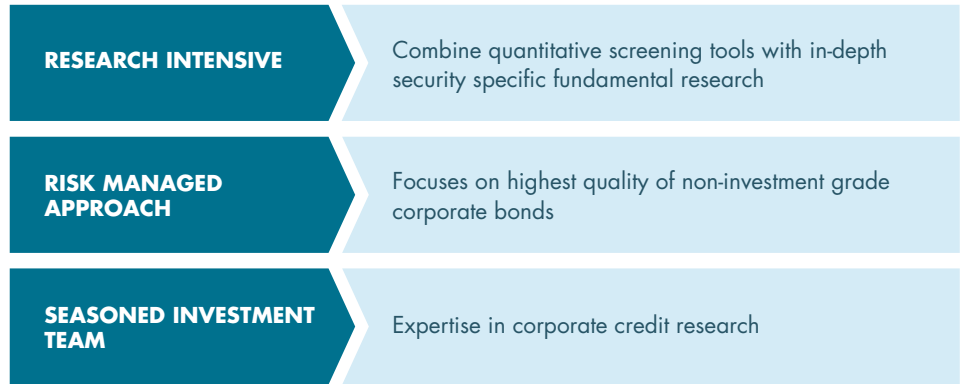 RESEARCH INTENSIVE
Combine quantitative screening tools with in-depth
security specific fundamental research
RISK MANAGED
APPROACH
Focuses on highest quality of non-investment grade
corporate bonds
SEASONED INVESTMENT
TEAM
Expertise in corporate credit research